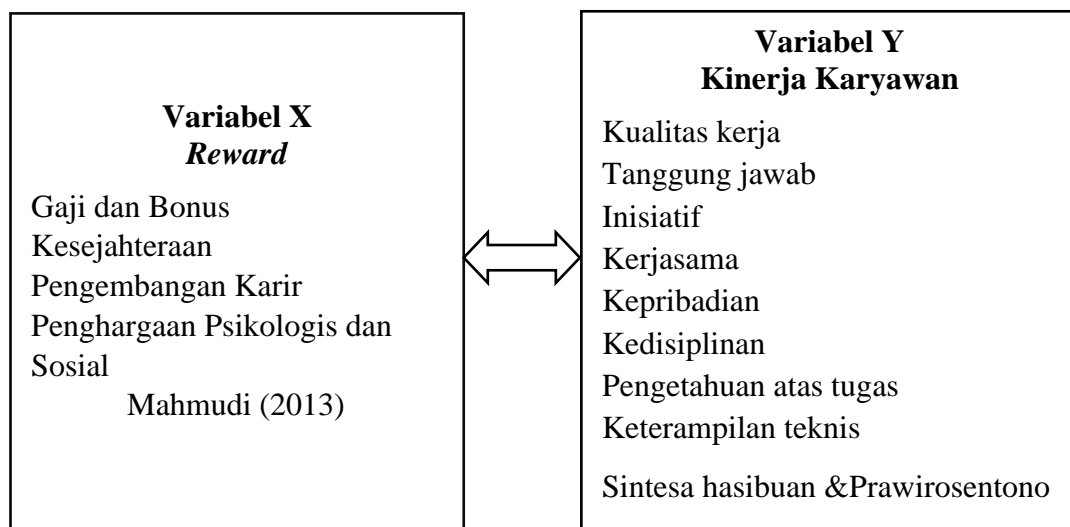 Variabel X
Reward
Gaji dan Bonus
Kesejahteraan
Pengembangan Karir
Penghargaan Psikologis dan
Sosial
Mahmudi (2013)
Variabel Y
Kinerja Karyawan
Kualitas kerja
Tanggung jawab
Inisiatif
Kerjasama
Kepribadian
Kedisiplinan
Pengetahuan atas tugas
Keterampilan teknis
Sintesa hasibuan &Prawirosentono